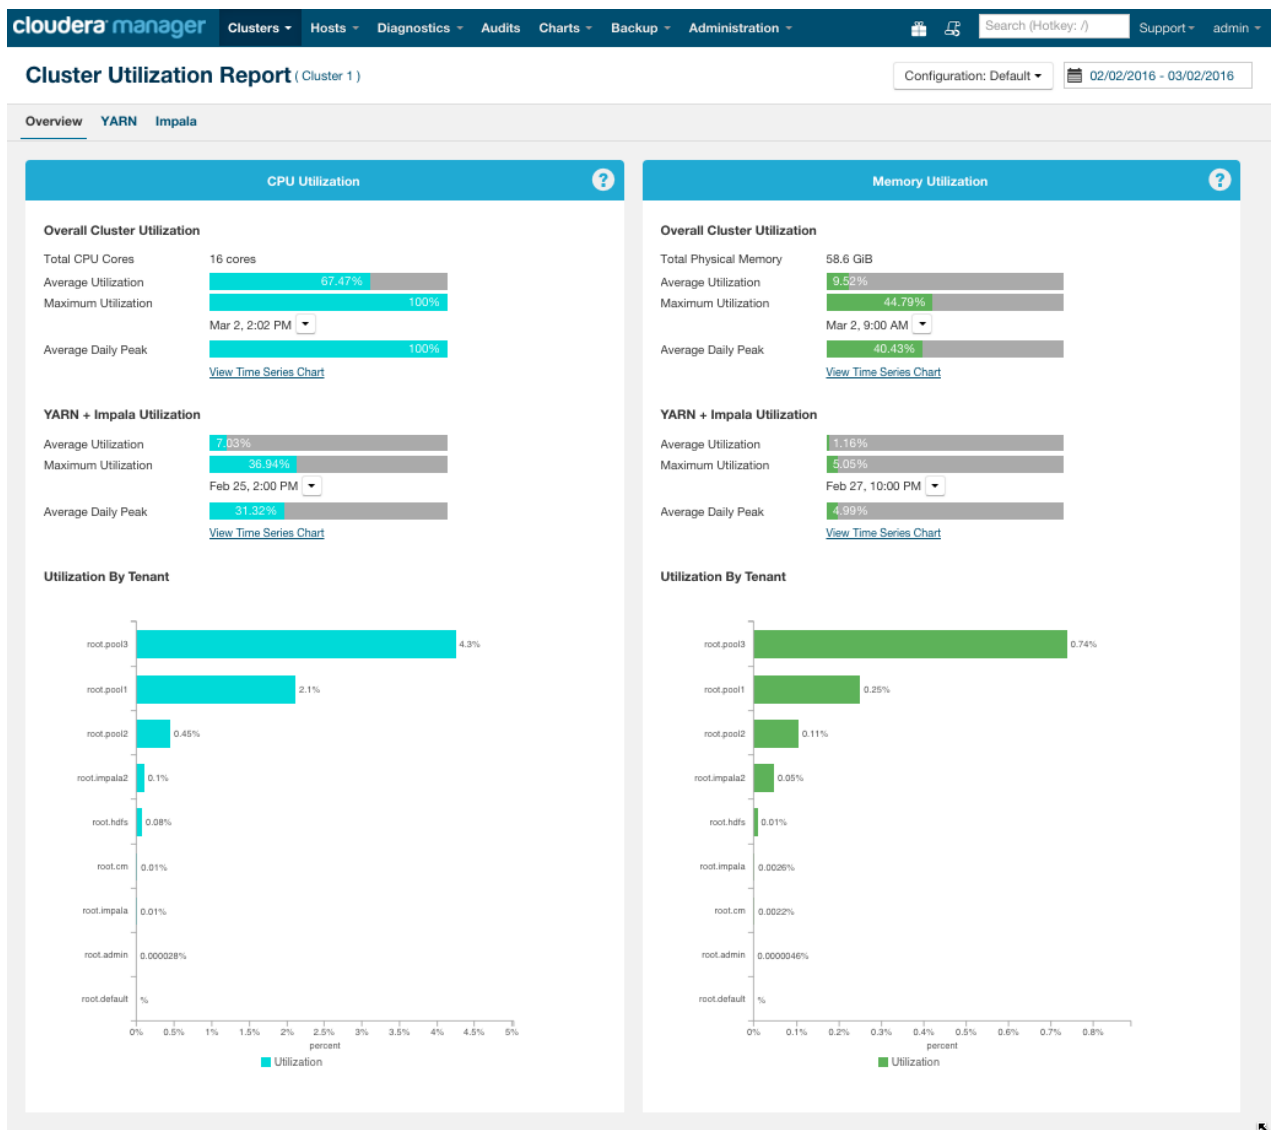 cloudera manager Clusters Hosts Diagnostics Audits Charts Backup Administration Search (Hotkey: /) Support admin
Cluster Utilization Report ( Cluster 1 ) Configuration: Default 02/02/2016 - 03/02/2016
Overview YARN Impala
CPU Utilization ?
Overall Cluster Utilization
Total CPU Cores 16 cores
Average Utilization 67.47%
Maximum Utilization 100%
Mar 2, 2:02 PM
Average Daily Peak 100%
View Time Series Chart
YARN + Impala Utilization
Average Utilization 7.03%
Maximum Utilization 36.94%
Feb 25, 2:00 PM
Average Daily Peak 31.32%
View Time Series Chart
Utilization By Tenant
root.pool3 4.3%
root.pool1 2.1%
root.pool2 0.45%
root.impala2 0.1%
root.hdfs 0.08%
root.cm 0.01%
root.impala 0.01%
root.admin 0.000028%
root.default %
0% 0.5% 1% 1.5% 2% 2.5% 3% 3.5% 4% 4.5% 5%
percent
Utilization
Memory Utilization ?
Overall Cluster Utilization
Total Physical Memory 58.6 GiB
Average Utilization 9.52%
Maximum Utilization 44.79%
Mar 2, 9:00 AM
Average Daily Peak 40.43%
View Time Series Chart
YARN + Impala Utilization
Average Utilization 1.16%
Maximum Utilization 5.05%
Feb 27, 10:00 PM
Average Daily Peak 4.99%
View Time Series Chart
Utilization By Tenant
root.pool3 0.74%
root.pool1 0.25%
root.pool2 0.11%
root.impala2 0.05%
root.hdfs 0.01%
root.impala 0.0026%
root.cm 0.0022%
root.admin 0.0000046%
root.default %
0% 0.1% 0.2% 0.3% 0.4% 0.5% 0.6% 0.7% 0.8%
percent
Utilization